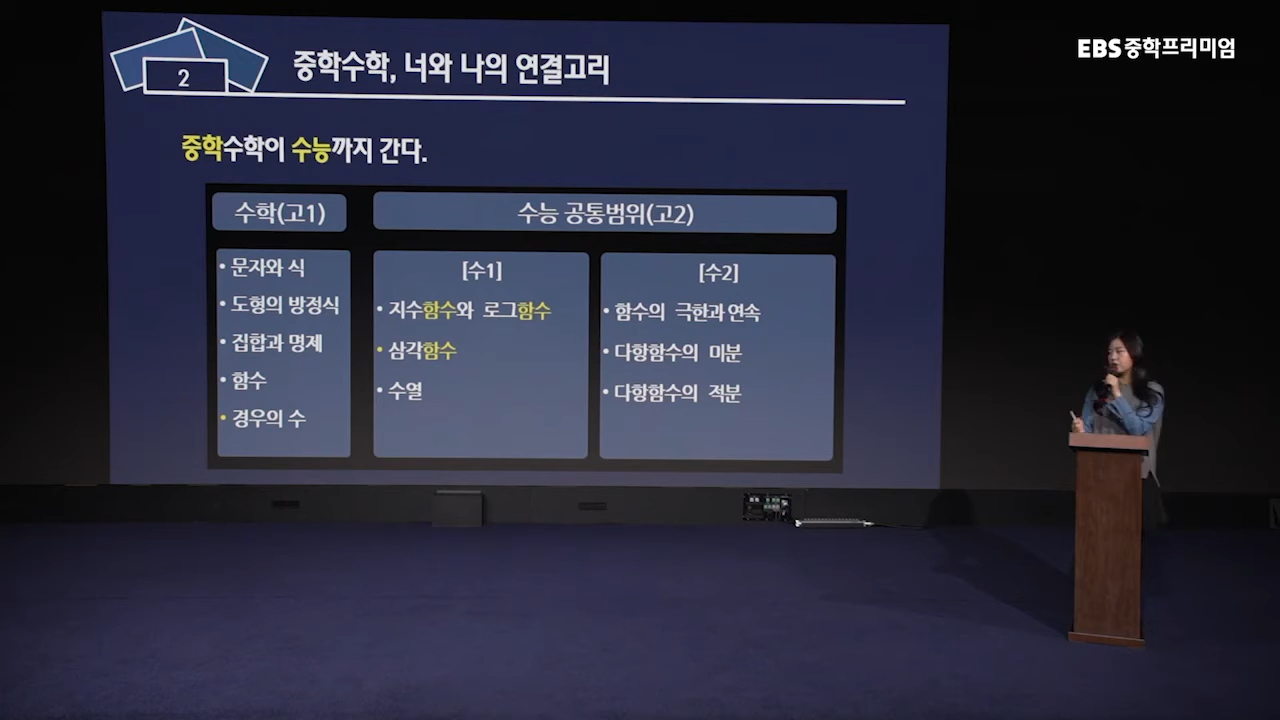 EBS 중학프리미엄
2
중학수학, 너와 나의 연결고리
중학수학이 수능까지 간다.
수학(고1)
• 문자와 식
• 도형의 방정식
• 집합과 명제
• 함수
• 경우의 수
수능 공통범위(고2)
[수1]
• 지수함수와 로그함수
• 삼각함수
• 수열
[수2]
• 함수의 극한과 연속
• 다항함수의 미분
• 다항함수의 적분